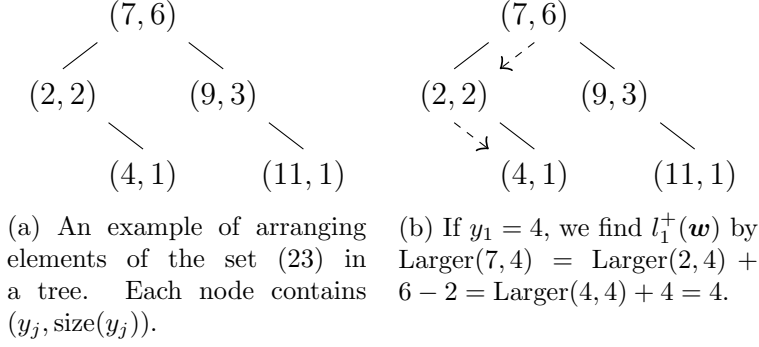 (7, 6)
(2, 2) (9, 3)
(4, 1) (11, 1)
(a) An example of arranging
elements of the set (23) in
a tree. Each node contains
(y_j, size(y_j)).
(7, 6)
(2, 2) (9, 3)
(4, 1) (11, 1)
(b) If y_1 = 4, we find l_1^+(w) by
Larger(7, 4) = Larger(2, 4) +
6 − 2 = Larger(4, 4) + 4 = 4.